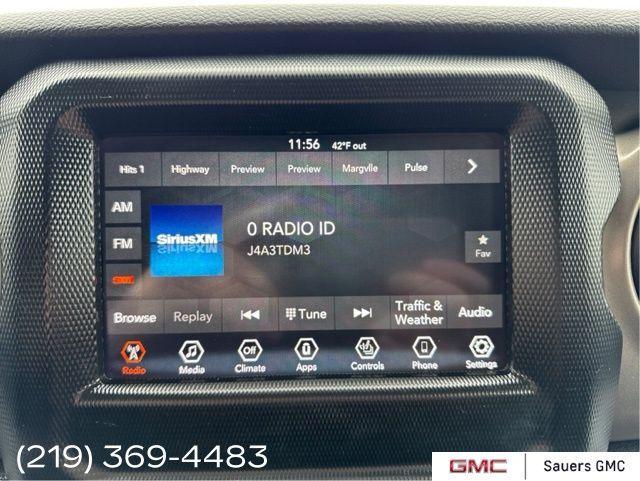 11:56 42°F out
Hits 1 Highway Preview Preview Margvlle Pulse
AM
FM
SXM
SiriusXM
0 RADIO ID
J4A3TDM3
Fav
Browse Replay Tune Traffic & Weather Audio
Off
Radio Media Climate Apps Controls Phone Settings
(219) 369-4483
GMC Sauers GMC